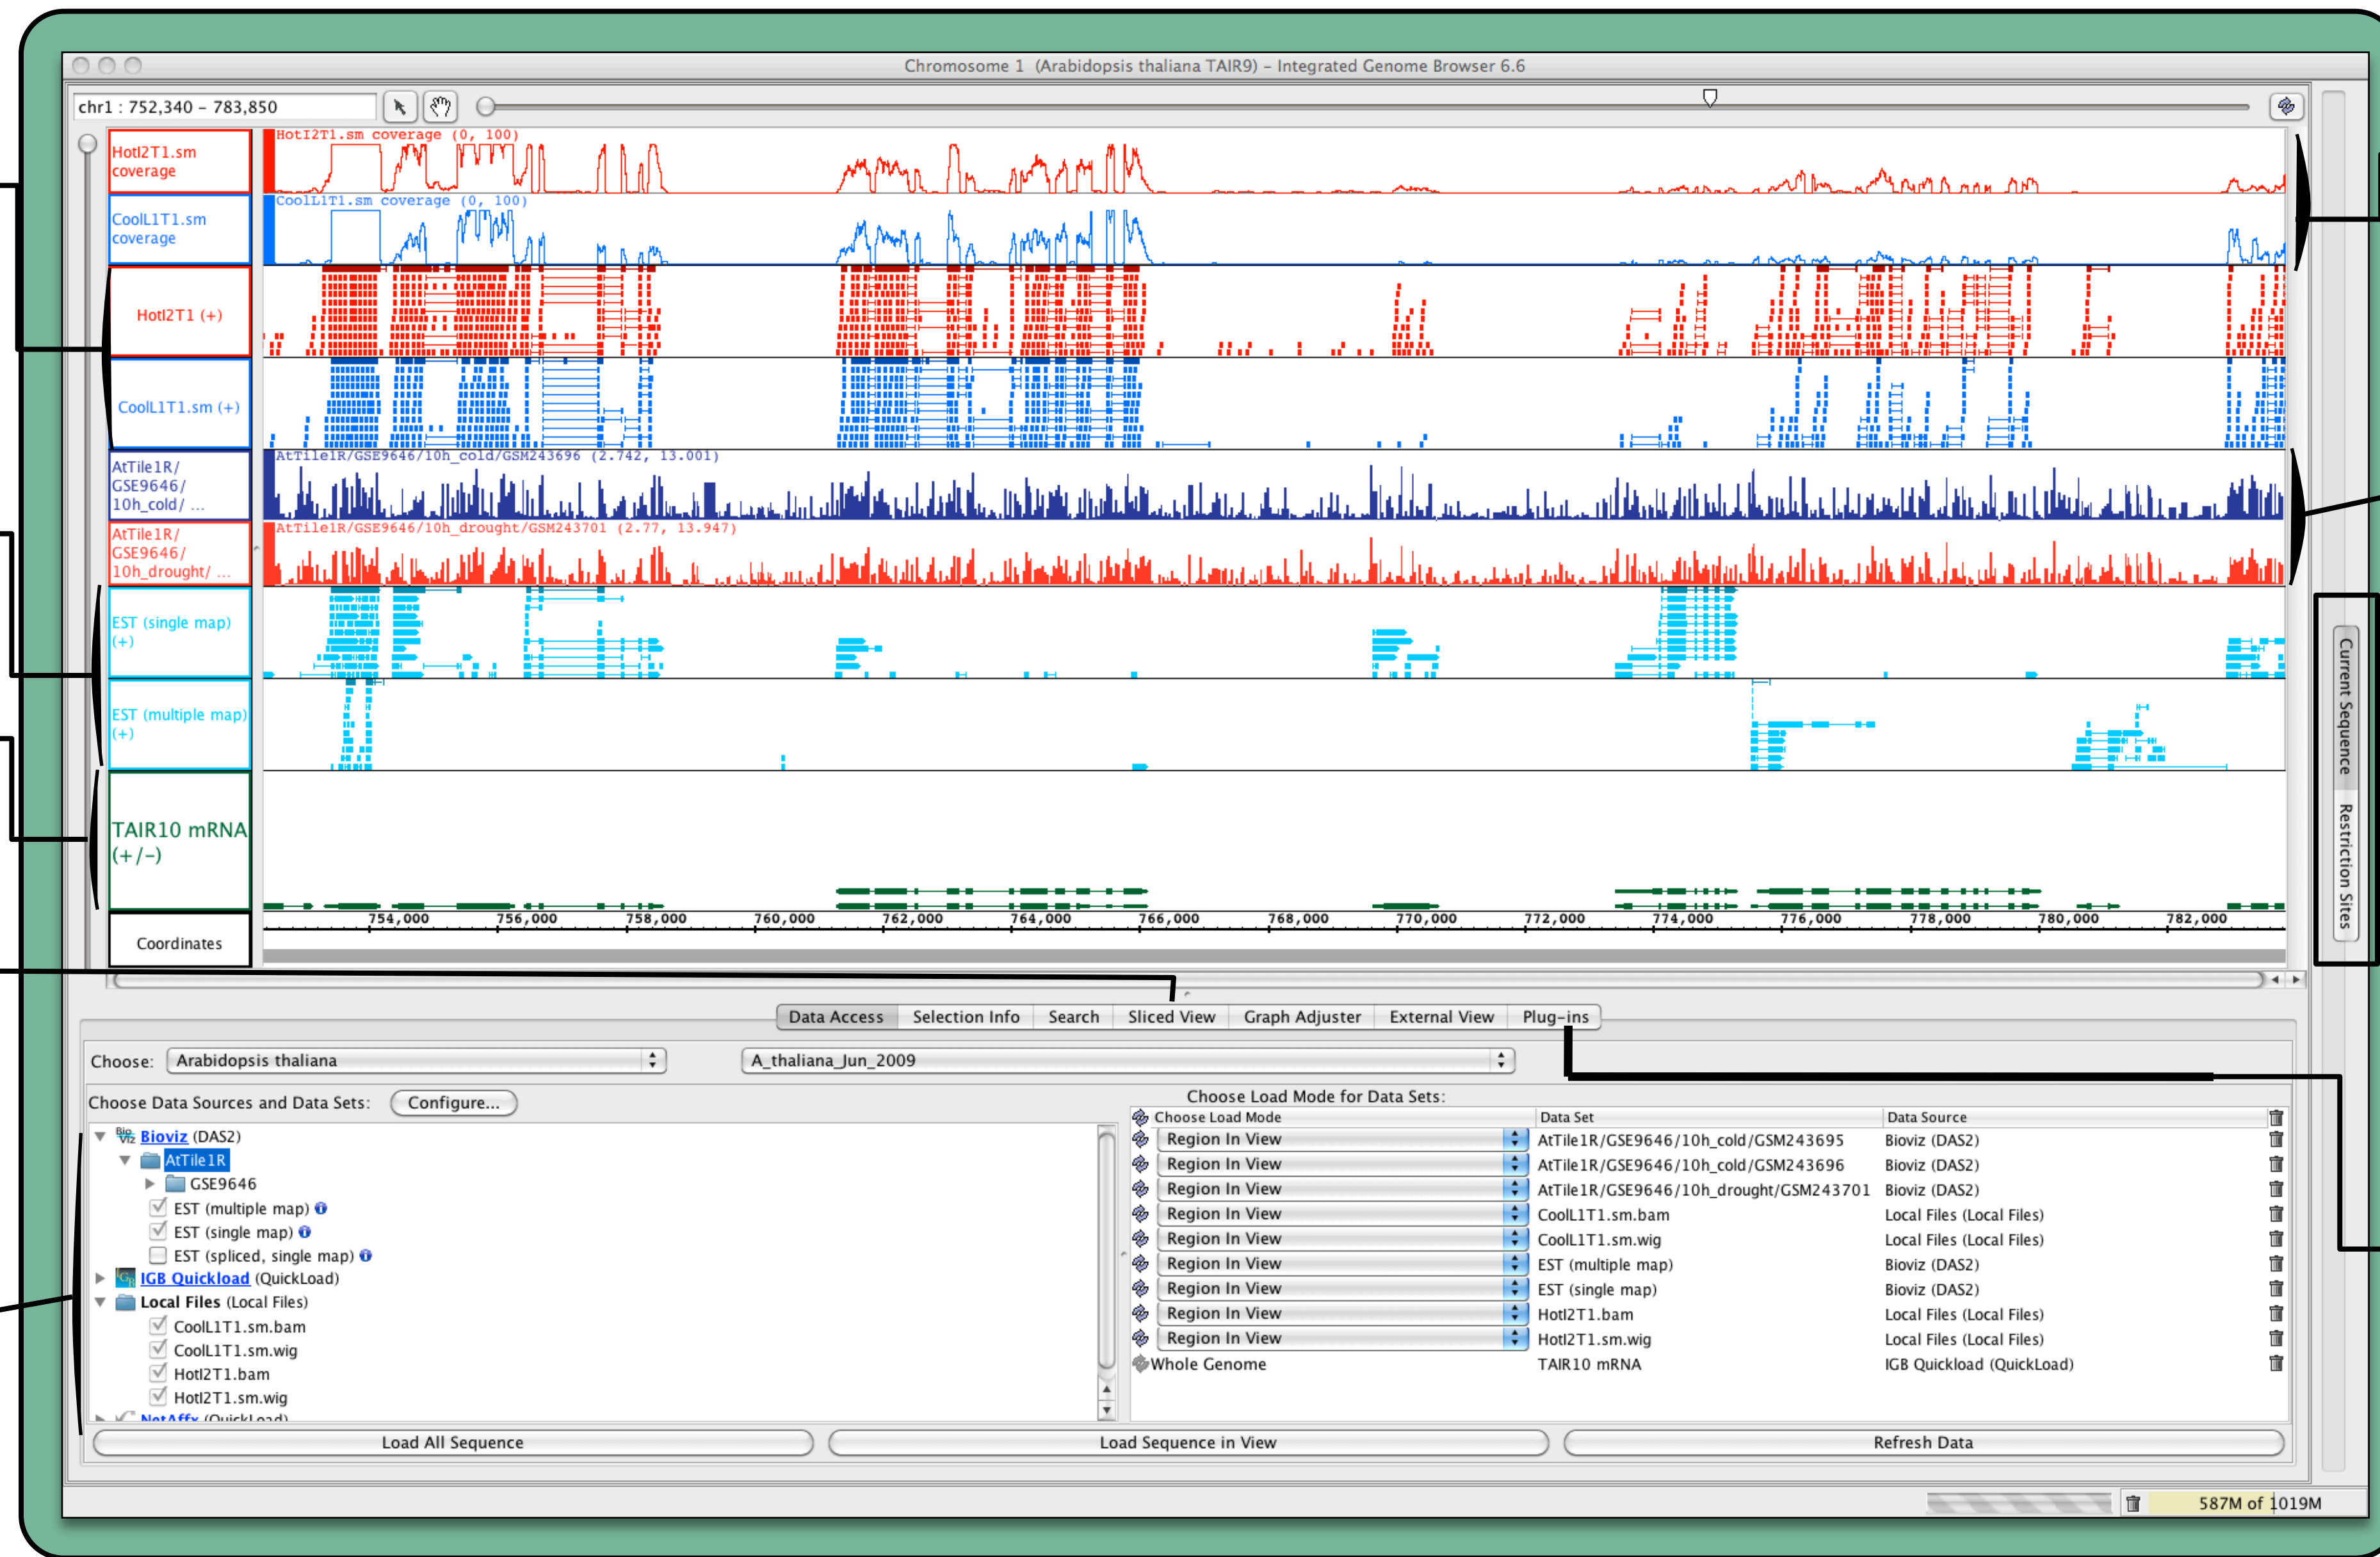 Chromosome 1 (Arabidopsis thaliana TAIR9) – Integrated Genome Browser 6.6
chr1 : 752,340 – 783,850
HotI2T1.sm coverage
HotI2T1.sm coverage (0, 100)
CoolL1T1.sm coverage
CoolL1T1.sm coverage (0, 100)
HotI2T1 (+)
CoolL1T1.sm (+)
AtTile1R/
GSE9646/
10h_cold/ ...
AtTile1R/GSE9646/10h_cold/GSM243696 (2.742, 13.001)
AtTile1R/
GSE9646/
10h_drought/ ...
AtTile1R/GSE9646/10h_drought/GSM243701 (2.77, 13.947)
EST (single map)
(+)
EST (multiple map)
(+)
TAIR10 mRNA
(+/–)
Coordinates
754,000 756,000 758,000 760,000 762,000 764,000 766,000 768,000 770,000 772,000 774,000 776,000 778,000 780,000 782,000
Current Sequence
Restriction Sites
Data Access Selection Info Search Sliced View Graph Adjuster External View Plug-ins
Choose: Arabidopsis thaliana A_thaliana_Jun_2009
Choose Data Sources and Data Sets: Configure...
Bioviz (DAS2)
AtTile1R
GSE9646
EST (multiple map)
EST (single map)
EST (spliced, single map)
IGB Quickload (QuickLoad)
Local Files (Local Files)
CoolL1T1.sm.bam
CoolL1T1.sm.wig
HotI2T1.bam
HotI2T1.sm.wig
NetAffx (QuickLoad)
Choose Load Mode for Data Sets:
Choose Load Mode Data Set Data Source
Region In View AtTile1R/GSE9646/10h_cold/GSM243695 Bioviz (DAS2)
Region In View AtTile1R/GSE9646/10h_cold/GSM243696 Bioviz (DAS2)
Region In View AtTile1R/GSE9646/10h_drought/GSM243701 Bioviz (DAS2)
Region In View CoolL1T1.sm.bam Local Files (Local Files)
Region In View CoolL1T1.sm.wig Local Files (Local Files)
Region In View EST (multiple map) Bioviz (DAS2)
Region In View EST (single map) Bioviz (DAS2)
Region In View HotI2T1.bam Local Files (Local Files)
Region In View HotI2T1.sm.wig Local Files (Local Files)
Whole Genome TAIR10 mRNA IGB Quickload (QuickLoad)
Load All Sequence Load Sequence in View Refresh Data
587M of 1019M